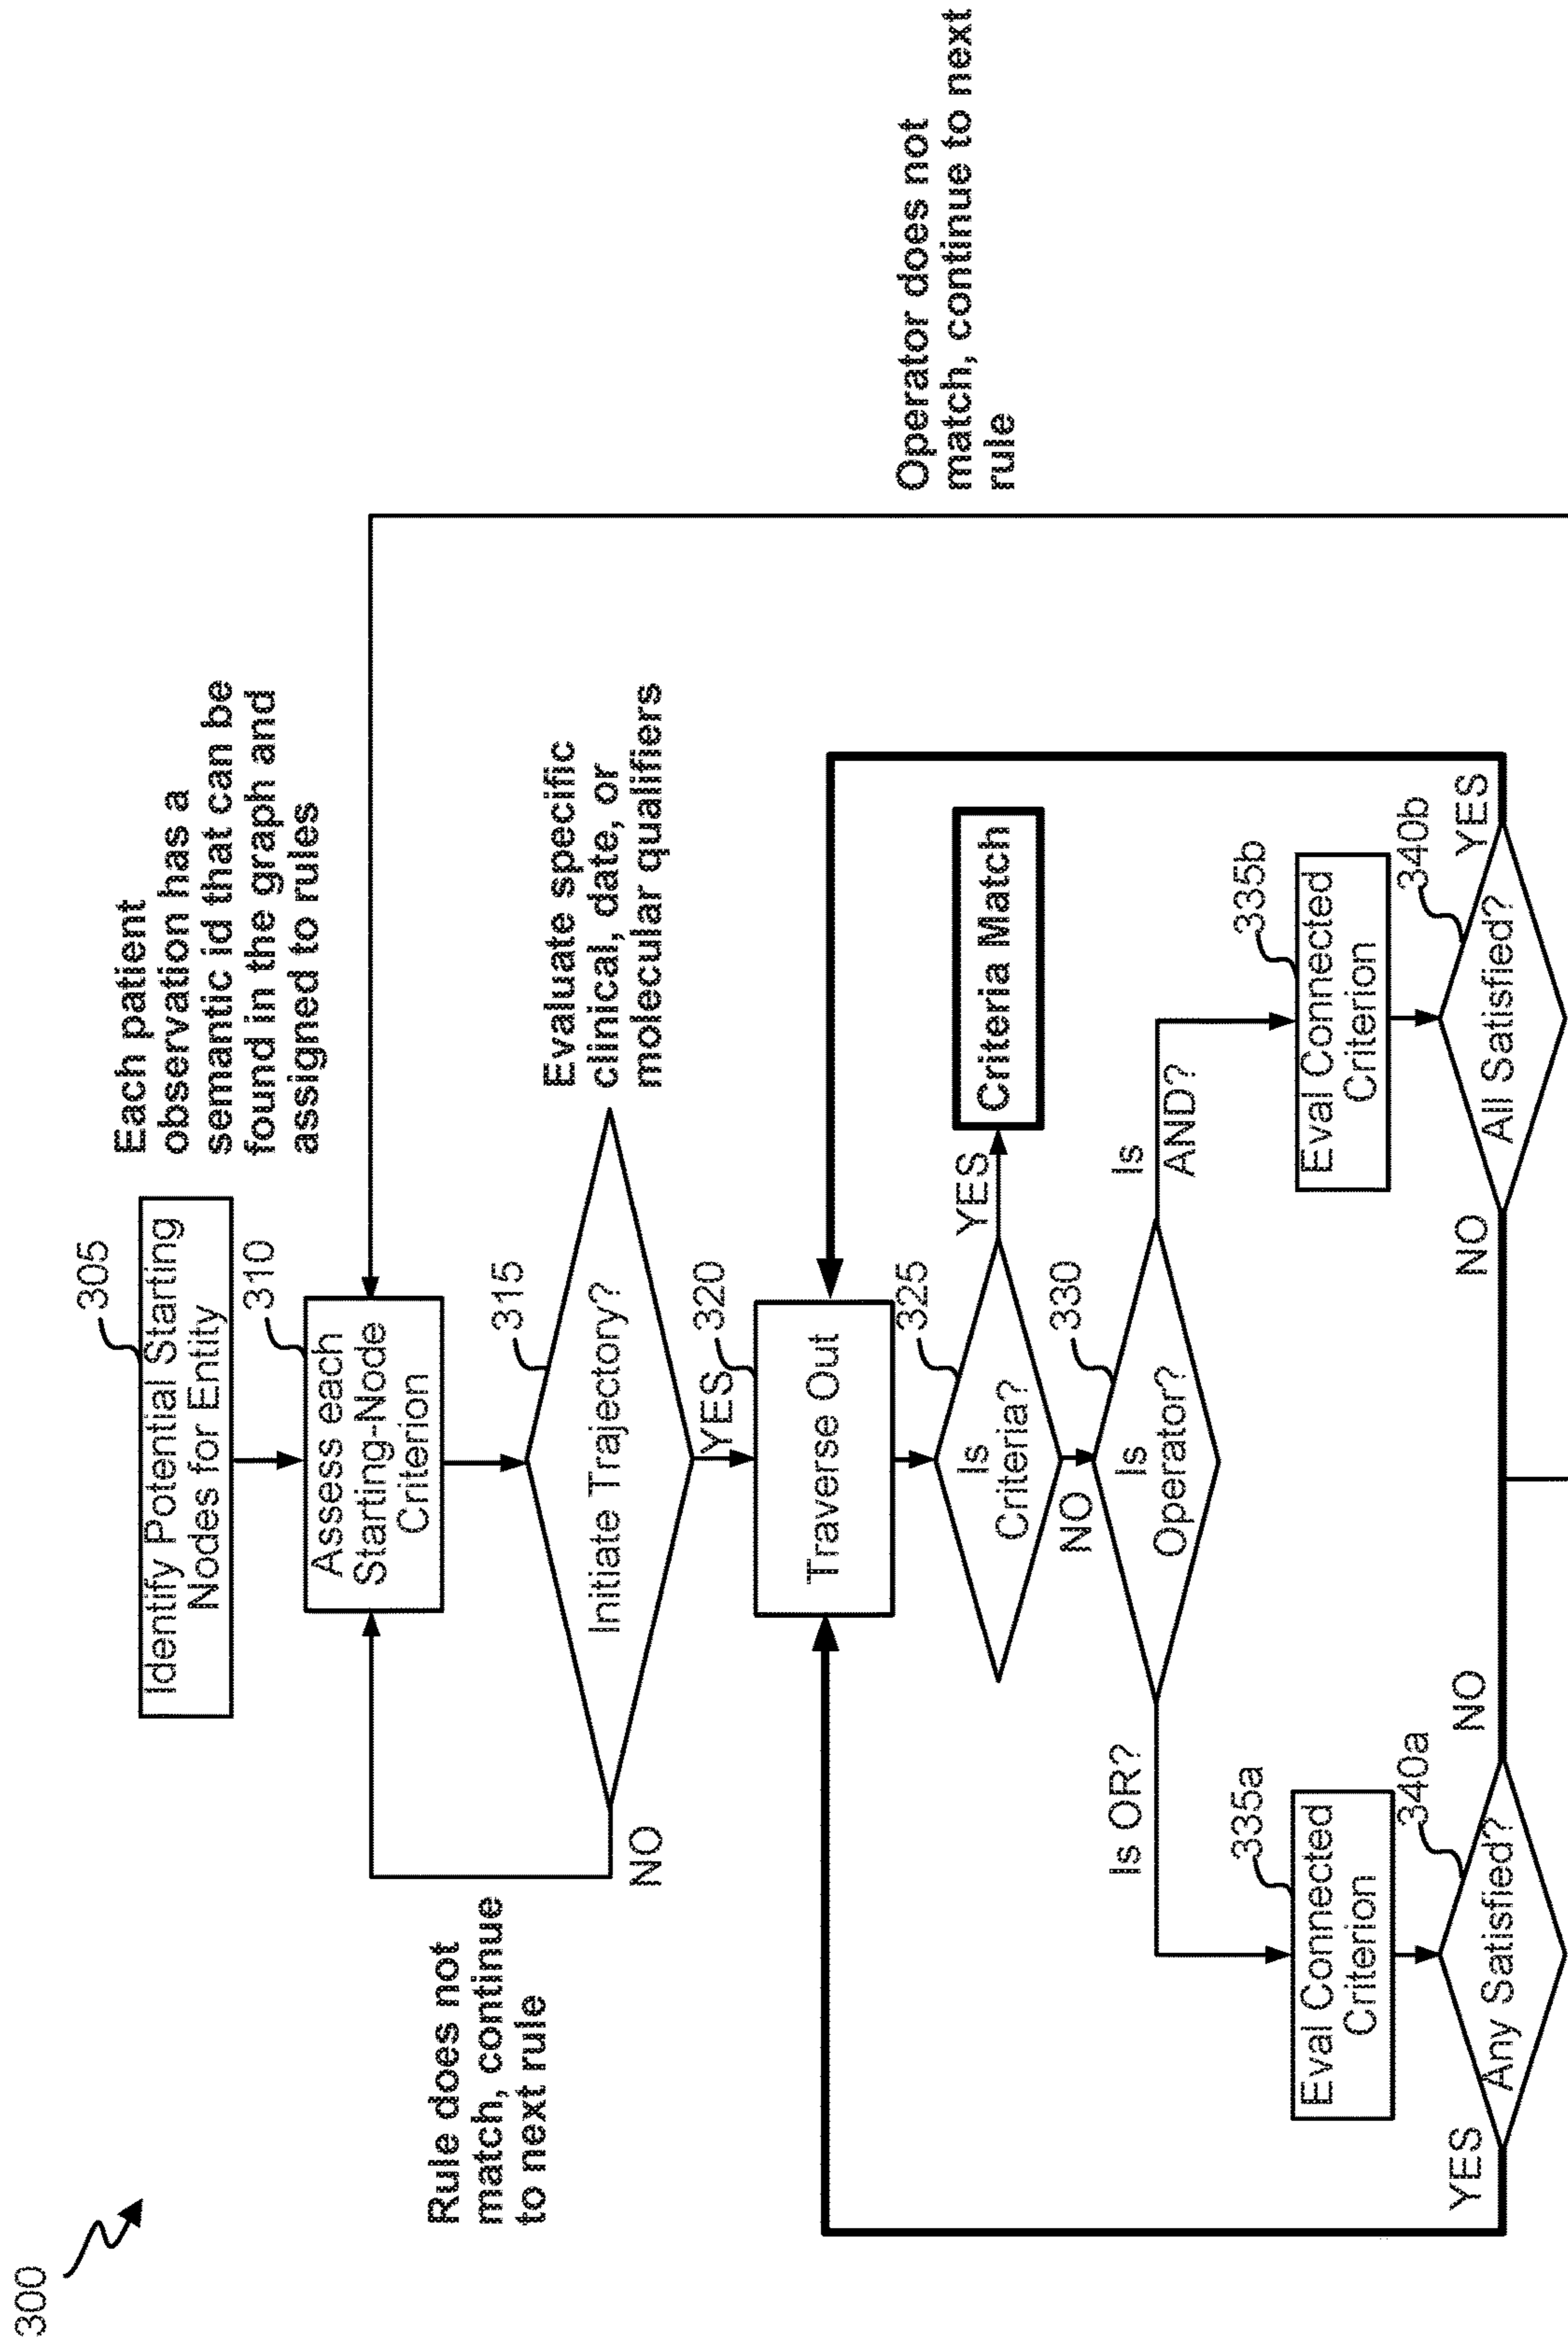 300
305
Identify Potential Starting
Nodes for Entity
Each patient
observation has a
semantic id that can be
found in the graph and
assigned to rules
310
Assess each
Starting-Node
Criterion
Rule does not
match, continue
to next rule
315
Initiate Trajectory?
NO
Evaluate specific
clinical, date, or
molecular qualifiers
YES
320
Traverse Out
325
Is
Criteria?
YES
Criteria Match
Operator does not
match, continue to next
rule
NO
330
Is
Operator?
Is OR?
Is
AND?
335a
Eval Connected
Criterion
335b
Eval Connected
Criterion
340a
Any Satisfied?
YES
NO
340b
All Satisfied?
NO
YES